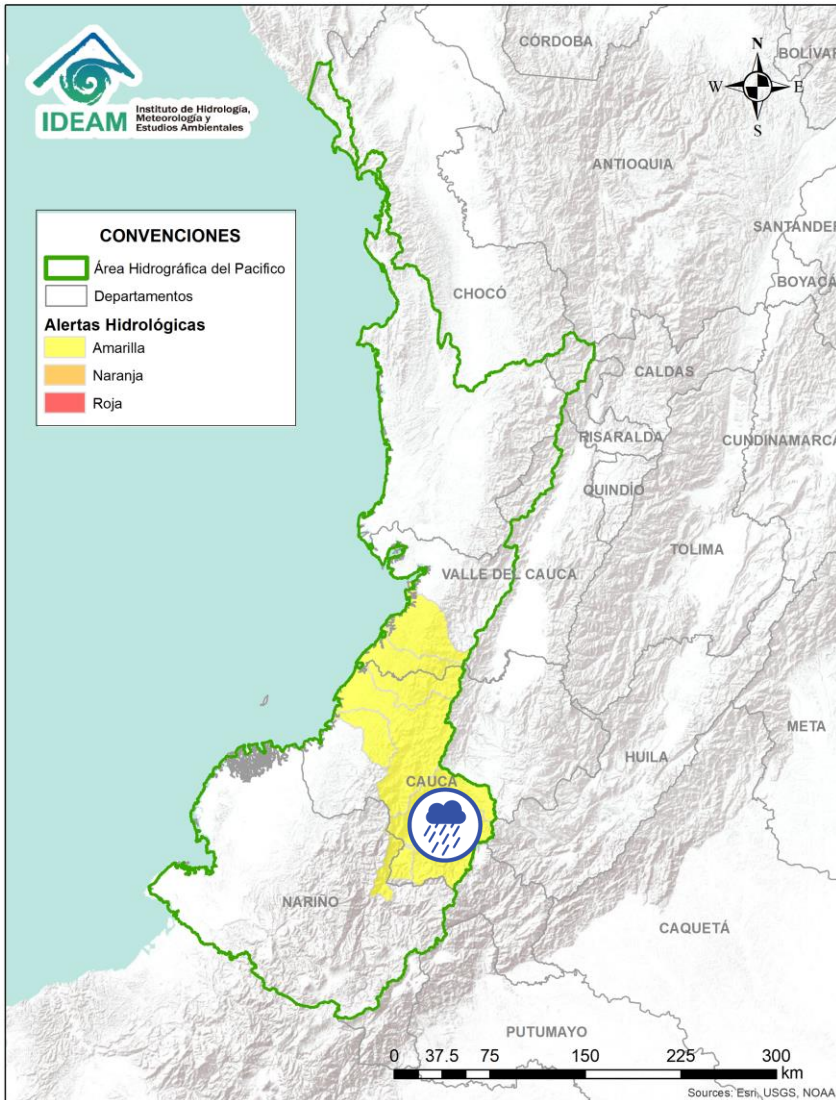 CÓRDOBA
BOLÍVAR
N
W
E
S
IDEAM
Instituto de Hidrología,
Meteorología y
Estudios Ambientales
ANTIOQUIA
CONVENCIONES
Área Hidrográfica del Pacifico
Departamentos
Alertas Hidrológicas
Amarilla
Naranja
Roja
SANTANDER
BOYACÁ
CHOCÓ
CALDAS
RISARALDA
CUNDINAMARCA
QUINDÍO
TOLIMA
VALLE DEL CAUCA
META
HUILA
CAUCA
NARIÑO
CAQUETÁ
PUTUMAYO
0 37.5 75 150 225 300
km
Sources: Esri, USGS, NOAA